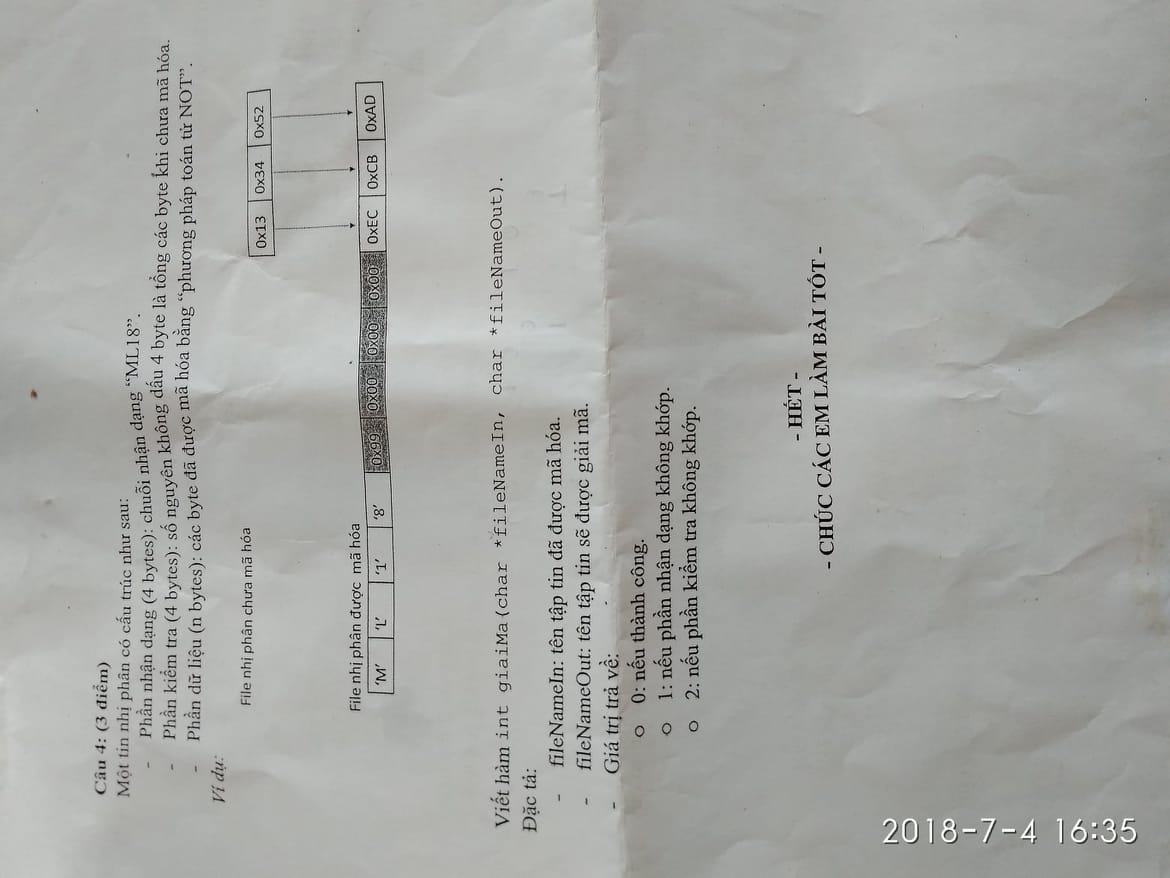 Câu 4: (3 điểm)
Một tin nhị phân có cấu trúc như sau:
- Phần nhận dạng (4 bytes): chuỗi nhận dạng “ML18”.
- Phần kiểm tra (4 bytes): số nguyên không dấu 4 byte là tổng các byte khi chưa mã hóa.
- Phần dữ liệu (n bytes): các byte đã được mã hóa bằng “phương pháp toán tử NOT”.
Ví dụ:
File nhị phân chưa mã hóa
0x13 0x34 0x52
File nhị phân được mã hóa
‘M’ ‘L’ ‘1’ ‘8’ 0x99 0x00 0x00 0x00 0xEC 0xCB 0xAD
Viết hàm int giaiMa(char *fileNameIn, char *fileNameOut).
Đặc tả:
- fileNameIn: tên tập tin đã được mã hóa.
- fileNameOut: tên tập tin sẽ được giải mã.
- Giá trị trả về:
o 0: nếu thành công.
o 1: nếu phần nhận dạng không khớp.
o 2: nếu phần kiểm tra không khớp.
- HẾT -
- CHÚC CÁC EM LÀM BÀI TỐT -
2018-7-4 16:35